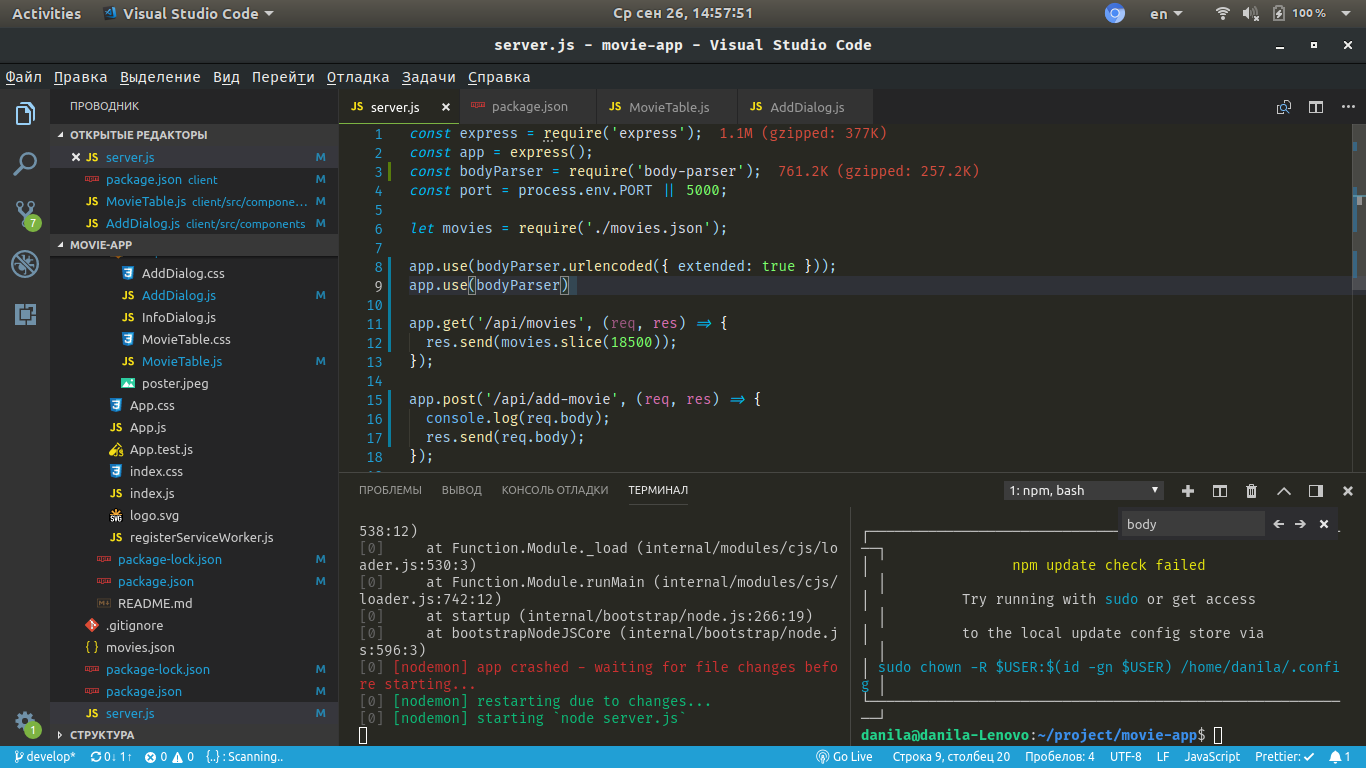 Activities Visual Studio Code Ср сен 26, 14:57:51 en 100 %
server.js - movie-app - Visual Studio Code
Файл Правка Выделение Вид Перейти Отладка Задачи Справка
ПРОВОДНИК
ОТКРЫТЫЕ РЕДАКТОРЫ
JS server.js M
package.json client M
JS MovieTable.js client/src/compone... M
JS AddDialog.js client/src/components M
MOVIE-APP
AddDialog.css
JS AddDialog.js M
JS InfoDialog.js
MovieTable.css
JS MovieTable.js M
poster.jpeg
App.css
JS App.js
App.test.js
index.css
JS index.js
logo.svg
JS registerServiceWorker.js
package-lock.json M
package.json M
README.md
.gitignore
{ } movies.json
package-lock.json M
package.json M
JS server.js M
СТРУКТУРА
7
1
JS server.js package.json JS MovieTable.js JS AddDialog.js
1 const express = require('express'); 1.1M (gzipped: 377K)
2 const app = express();
3 const bodyParser = require('body-parser'); 761.2K (gzipped: 257.2K)
4 const port = process.env.PORT || 5000;
5
6 let movies = require('./movies.json');
7
8 app.use(bodyParser.urlencoded({ extended: true }));
9 app.use(bodyParser)
10
11 app.get('/api/movies', (req, res) => {
12 res.send(movies.slice(18500));
13 });
14
15 app.post('/api/add-movie', (req, res) => {
16 console.log(req.body);
17 res.send(req.body);
18 });
ПРОБЛЕМЫ ВЫВОД КОНСОЛЬ ОТЛАДКИ ТЕРМИНАЛ 1: npm, bash
538:12)
[0] at Function.Module._load (internal/modules/cjs/lo
ader.js:530:3)
[0] at Function.Module.runMain (internal/modules/cjs/
loader.js:742:12)
[0] at startup (internal/bootstrap/node.js:266:19)
[0] at bootstrapNodeJSCore (internal/bootstrap/node.j
s:596:3)
[0] [nodemon] app crashed - waiting for file changes befo
re starting...
[0] [nodemon] restarting due to changes...
[0] [nodemon] starting `node server.js`
body
npm update check failed
Try running with sudo or get access
to the local update config store via
sudo chown -R $USER:$(id -gn $USER) /home/danila/.confi
g
danila@danila-Lenovo:~/project/movie-app$
develop* 0↓ 1↑ 0 0 {..} : Scanning.. Go Live Строка 9, столбец 20 Пробелов: 4 UTF-8 LF JavaScript Prettier: ✓ 1